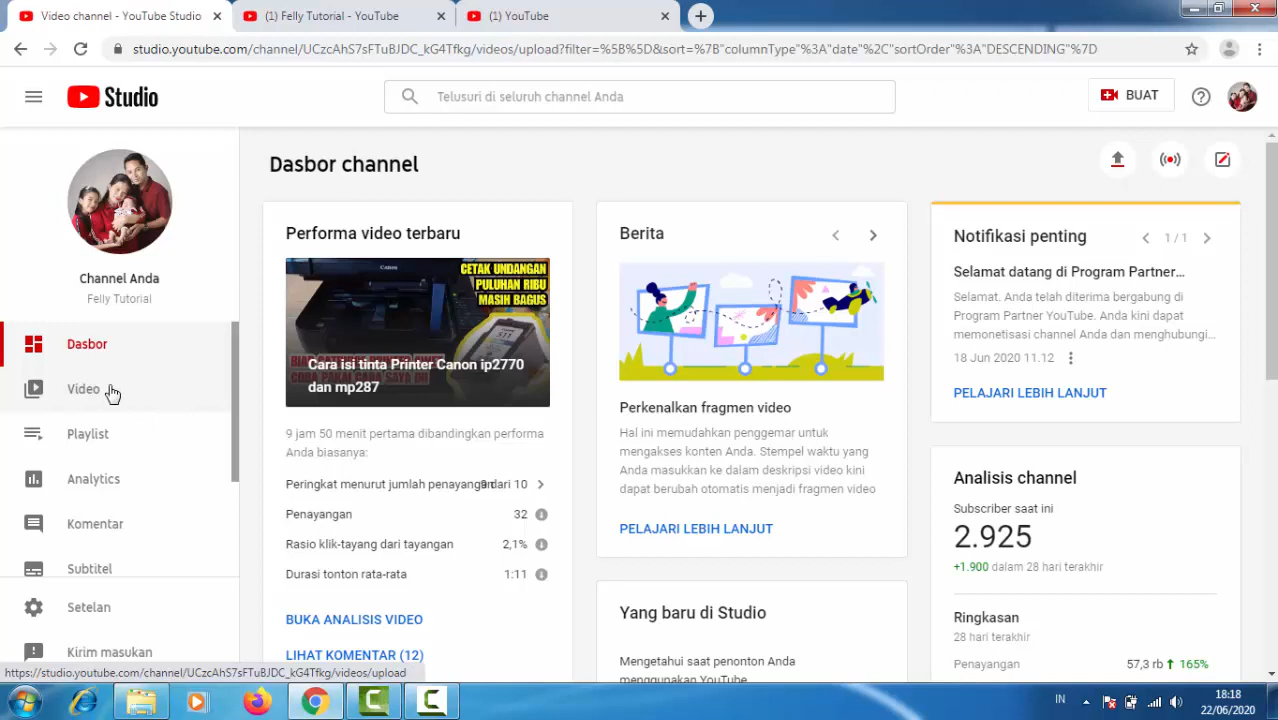 Video channel - YouTube Studio
(1) Felly Tutorial - YouTube
(1) YouTube
studio.youtube.com/channel/UCzcAhS7sFTuBJDC_kG4Tfkg/videos/upload?filter=%5B%5D&sort=%7B"columnType"%3A"date"%2C"sortOrder"%3A"DESCENDING"%7D
Studio
Telusuri di seluruh channel Anda
BUAT
Channel Anda
Felly Tutorial
Dasbor
Video
Playlist
Analytics
Komentar
Subtitel
Setelan
Kirim masukan
Dasbor channel
Performa video terbaru
Canon
CETAK UNDANGAN
PULUHAN RIBU
MASIH BAGUS
Cara isi tinta Printer Canon ip2770
dan mp287
9 jam 50 menit pertama dibandingkan performa
Anda biasanya:
Peringkat menurut jumlah penayangan
9 dari 10
Penayangan 32
Rasio klik-tayang dari tayangan 2,1%
Durasi tonton rata-rata 1:11
BUKA ANALISIS VIDEO
LIHAT KOMENTAR (12)
Berita
Perkenalkan fragmen video
Hal ini memudahkan penggemar untuk
mengakses konten Anda. Stempel waktu yang
Anda masukkan ke dalam deskripsi video kini
dapat berubah otomatis menjadi fragmen video
PELAJARI LEBIH LANJUT
Yang baru di Studio
Mengetahui saat penonton Anda
menggunakan YouTube
Notifikasi penting
1 / 1
Selamat datang di Program Partner...
Selamat. Anda telah diterima bergabung di
Program Partner YouTube. Anda kini dapat
memonetisasi channel Anda dan menghubungi...
18 Jun 2020 11.12
PELAJARI LEBIH LANJUT
Analisis channel
Subscriber saat ini
2.925
+1.900 dalam 28 hari terakhir
Ringkasan
28 hari terakhir
Penayangan 57,3 rb 165%
https://studio.youtube.com/channel/UCzcAhS7sFTuBJDC_kG4Tfkg/videos/upload
IN
18:18
22/06/2020